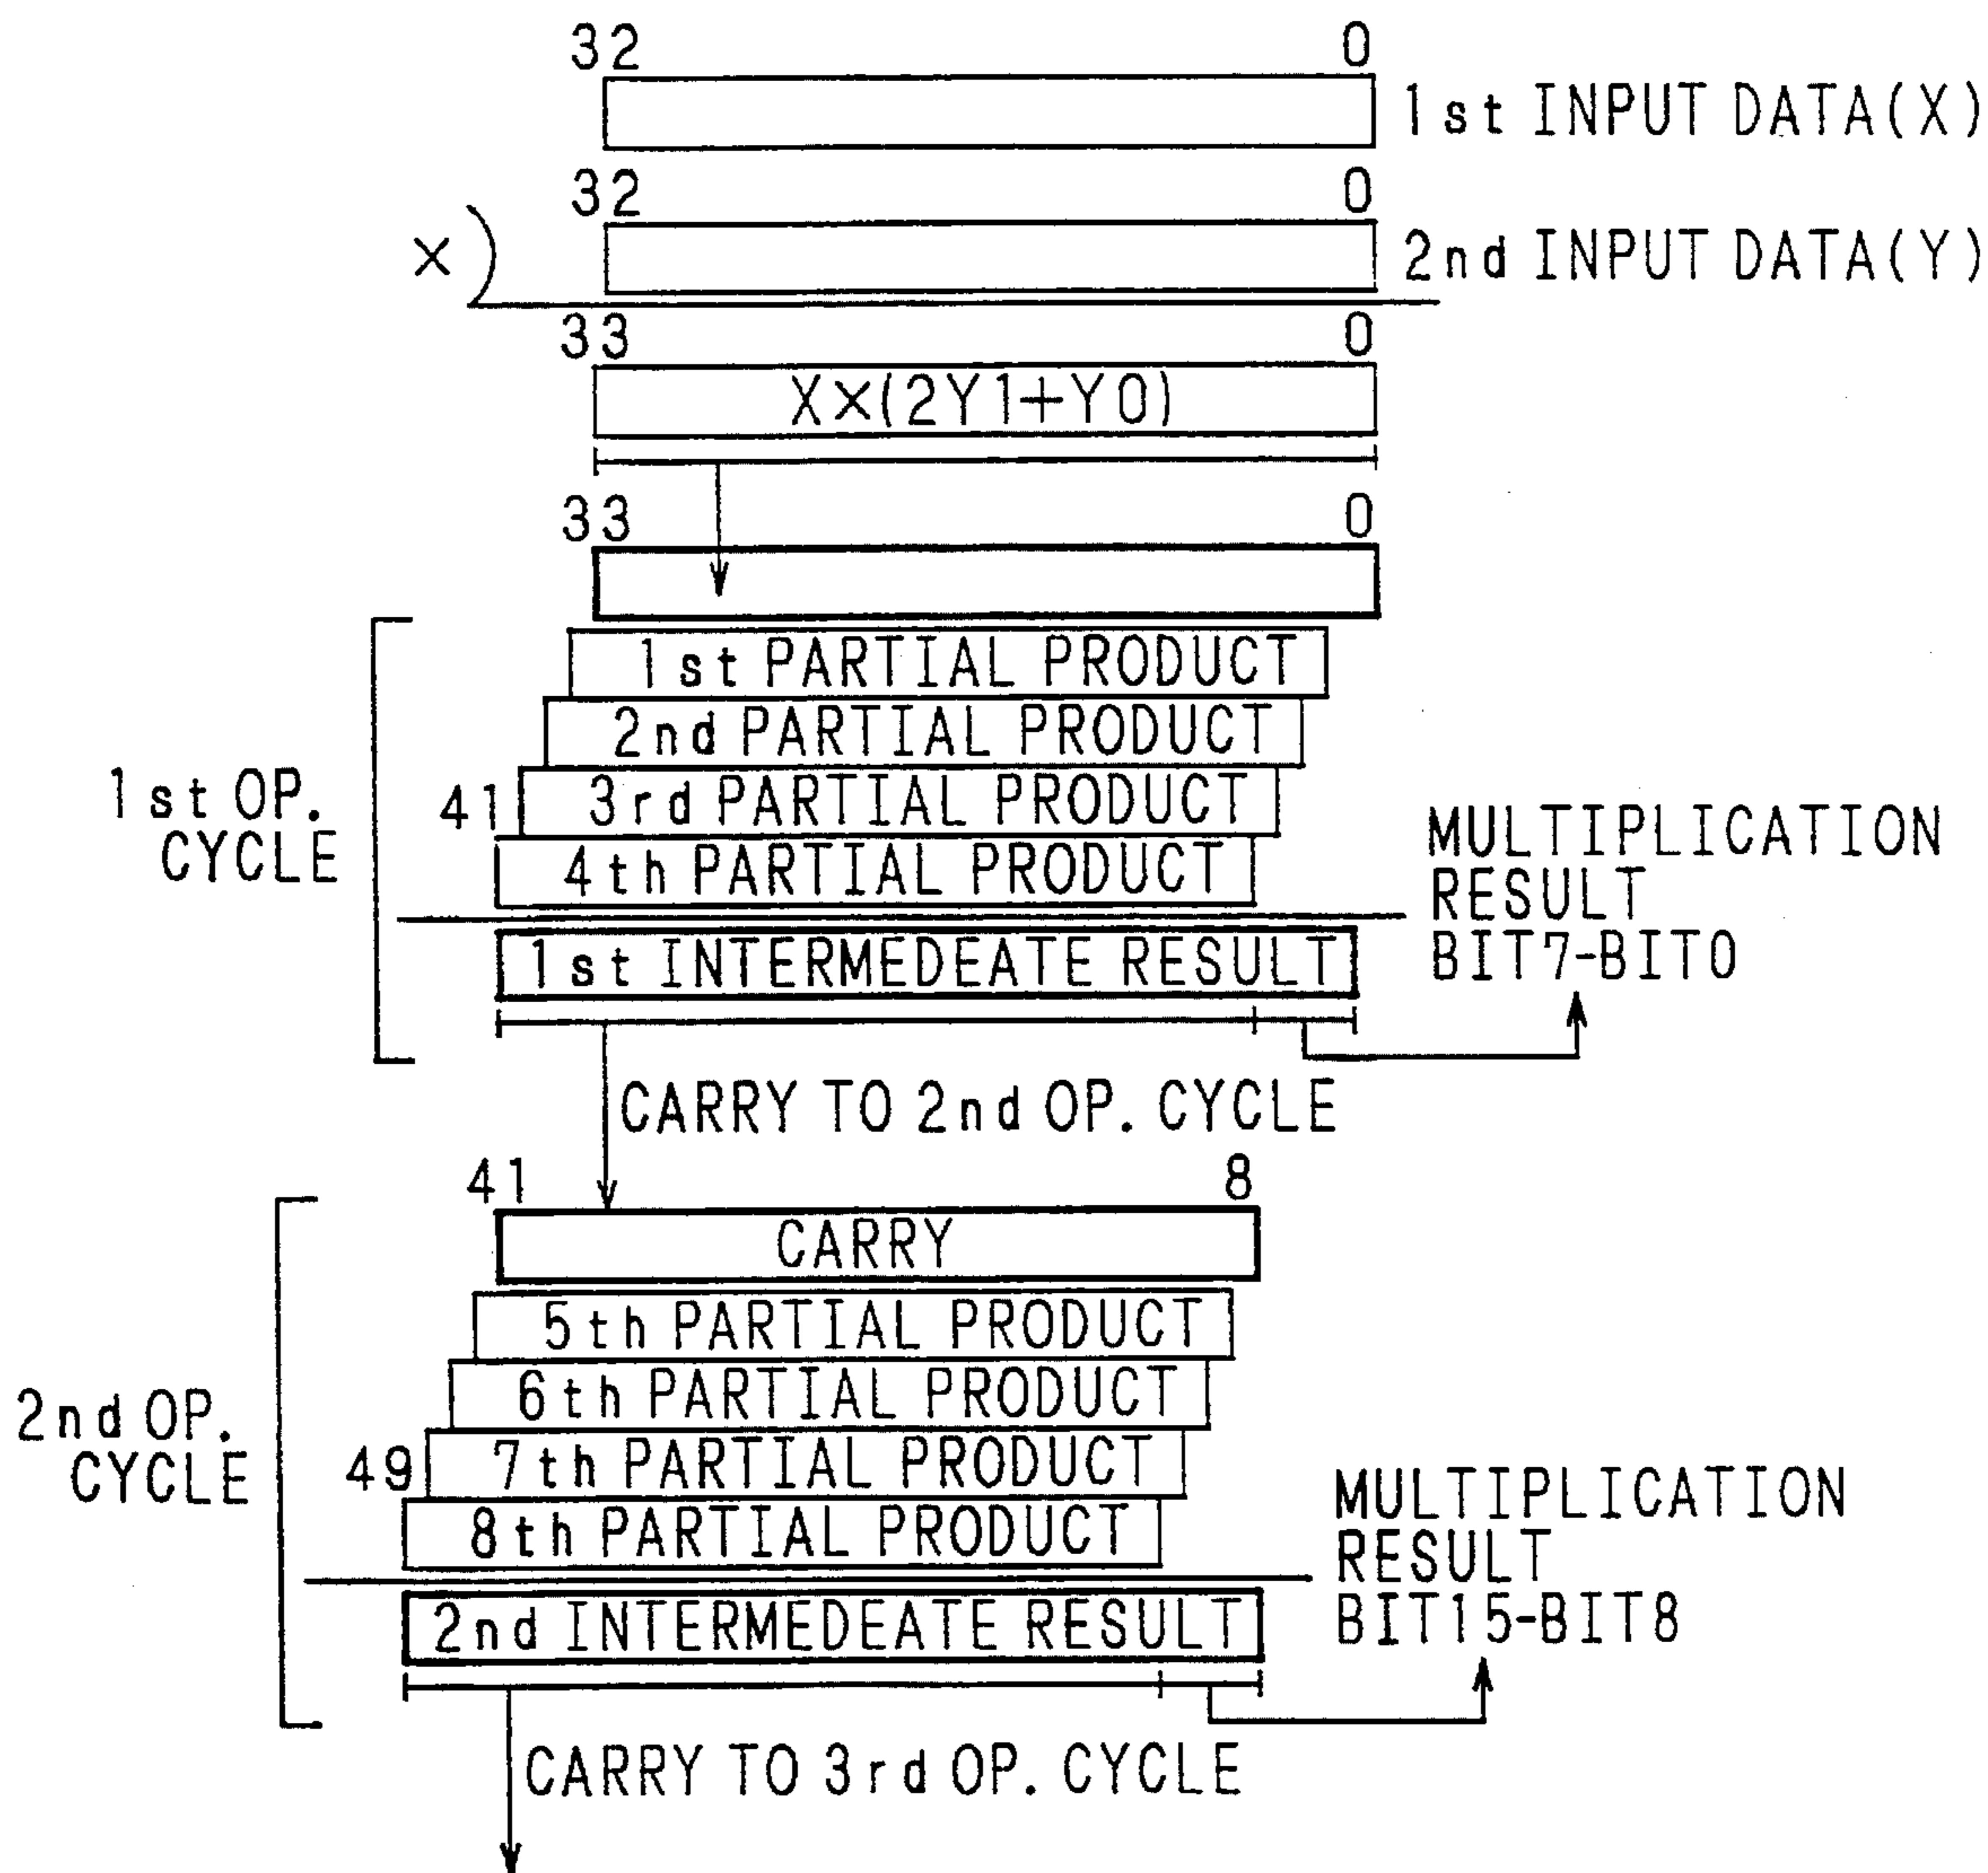 32 0
1st INPUT DATA(X)
32 0
×) 2nd INPUT DATA(Y)
33 0
X×(2Y1+Y0)
33 0
1st PARTIAL PRODUCT
2nd PARTIAL PRODUCT
41 3rd PARTIAL PRODUCT
4th PARTIAL PRODUCT
1st OP.
CYCLE
1st INTERMEDEATE RESULT
MULTIPLICATION
RESULT
BIT7-BIT0
CARRY TO 2nd OP. CYCLE
41 8
CARRY
5th PARTIAL PRODUCT
6th PARTIAL PRODUCT
49 7th PARTIAL PRODUCT
8th PARTIAL PRODUCT
2nd OP.
CYCLE
2nd INTERMEDEATE RESULT
MULTIPLICATION
RESULT
BIT15-BIT8
CARRY TO 3rd OP. CYCLE